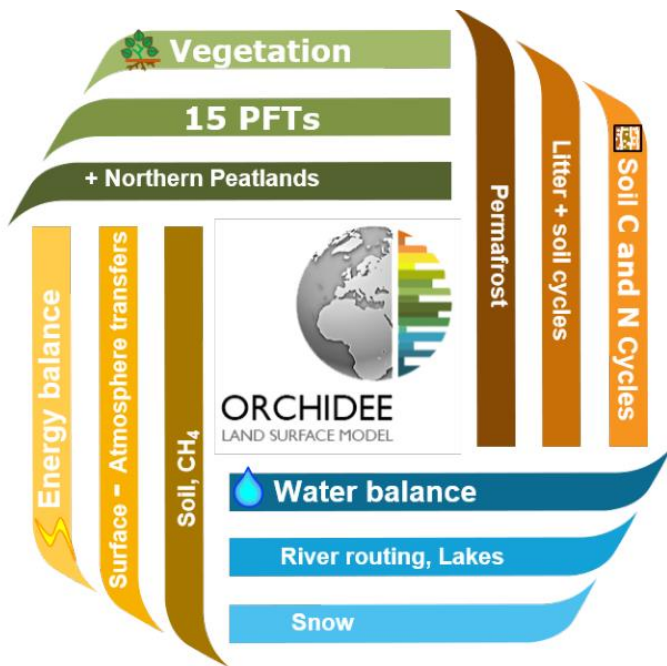 Vegetation
15 PFTs
+ Northern Peatlands
Permafrost
Litter + soil cycles
Soil C and N Cycles
Energy balance
Surface – Atmosphere transfers
Soil, CH₄
ORCHIDEE
LAND SURFACE MODEL
Water balance
River routing, Lakes
Snow